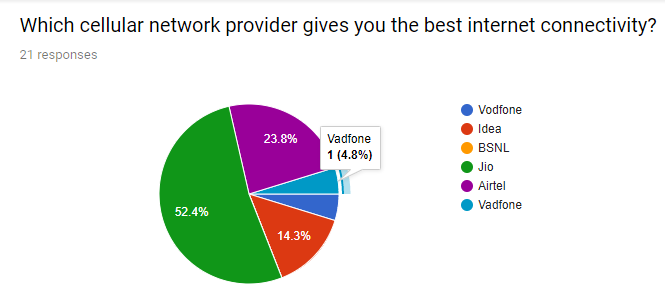 Which cellular network provider gives you the best internet connectivity?
21 responses
23.8%
Vadfone
1 (4.8%)
52.4%
14.3%
Vodfone
Idea
BSNL
Jio
Airtel
Vadfone